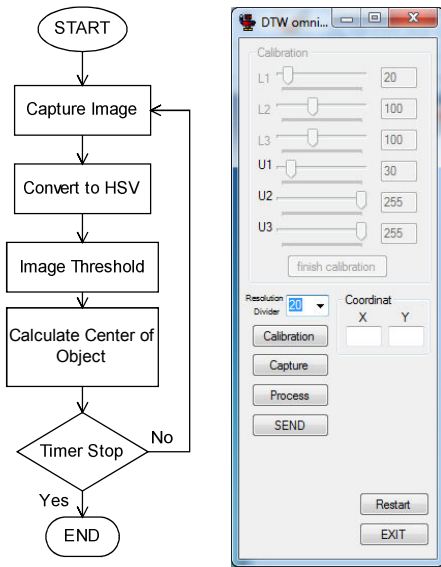 START
Capture Image
Convert to HSV
Image Threshold
Calculate Center of
Object
Timer Stop
No
Yes
END
DTW omni...
Calibration
L1 20
L2 100
L3 100
U1 30
U2 255
U3 255
finish calibration
Resolution
Divider
20
Coordinat
X Y
Calibration
Capture
Process
SEND
Restart
EXIT